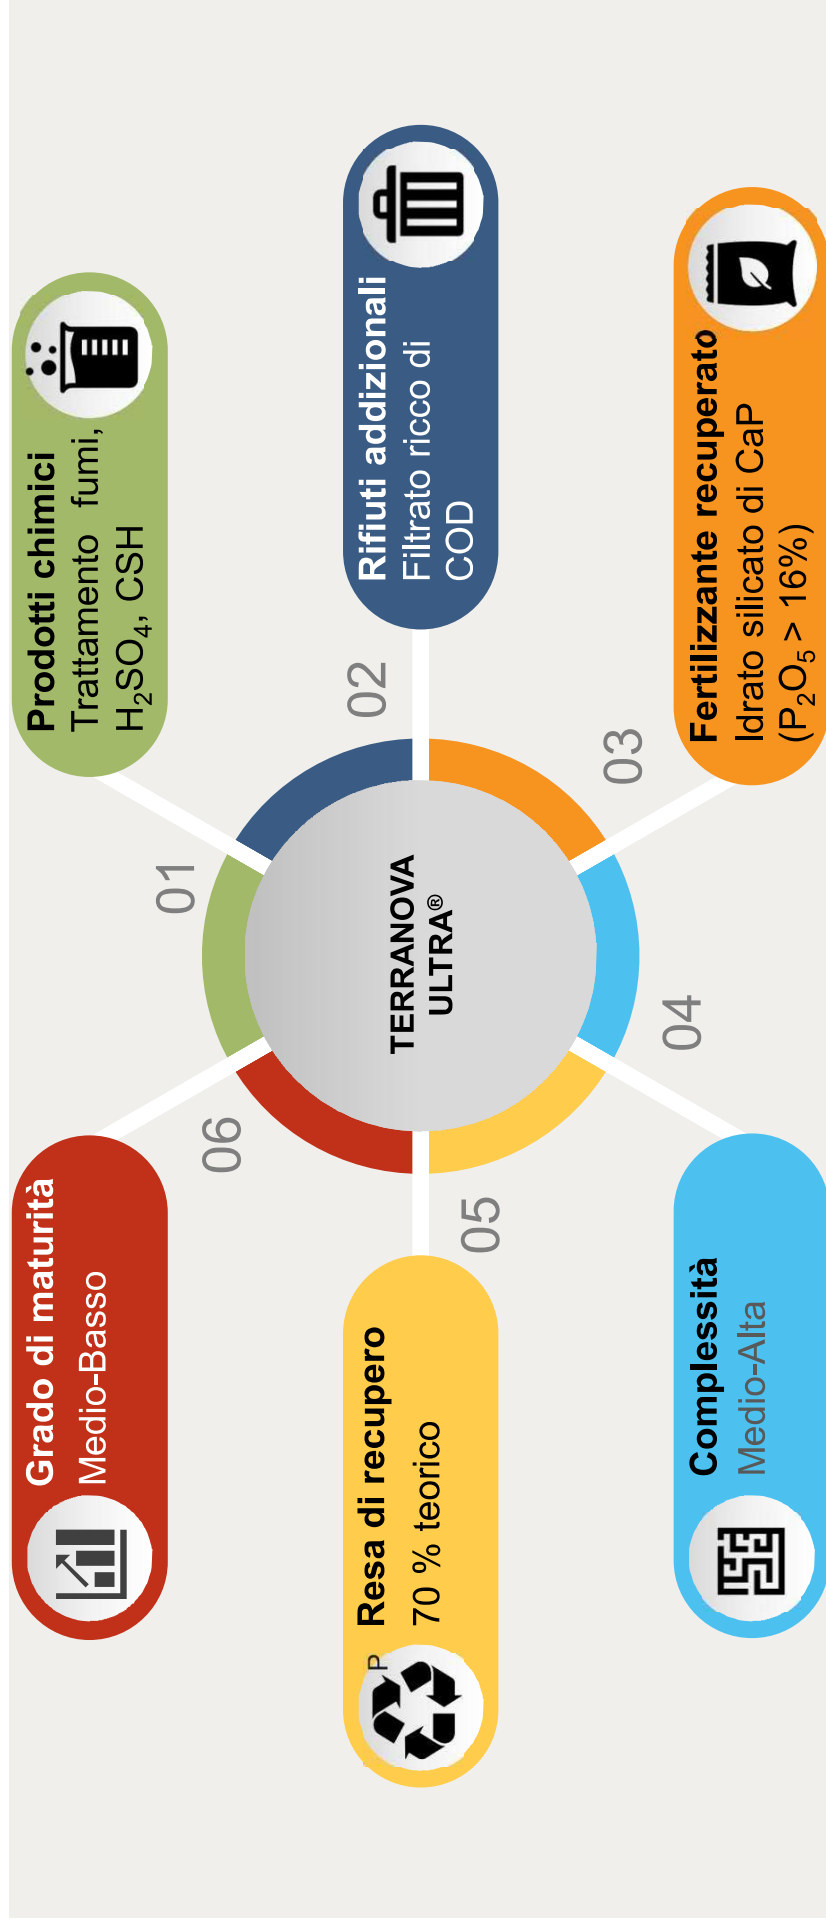 TERRANOVA
ULTRA®
01
Prodotti chimici
Trattamento fumi,
H₂SO₄, CSH
02
Rifiuti addizionali
Filtrato ricco di
COD
03
Fertilizzante recuperato
Idrato silicato di CaP
(P₂O₅ > 16%)
04
Complessità
Medio-Alta
05
P
Resa di recupero
70 % teorico
06
Grado di maturità
Medio-Basso